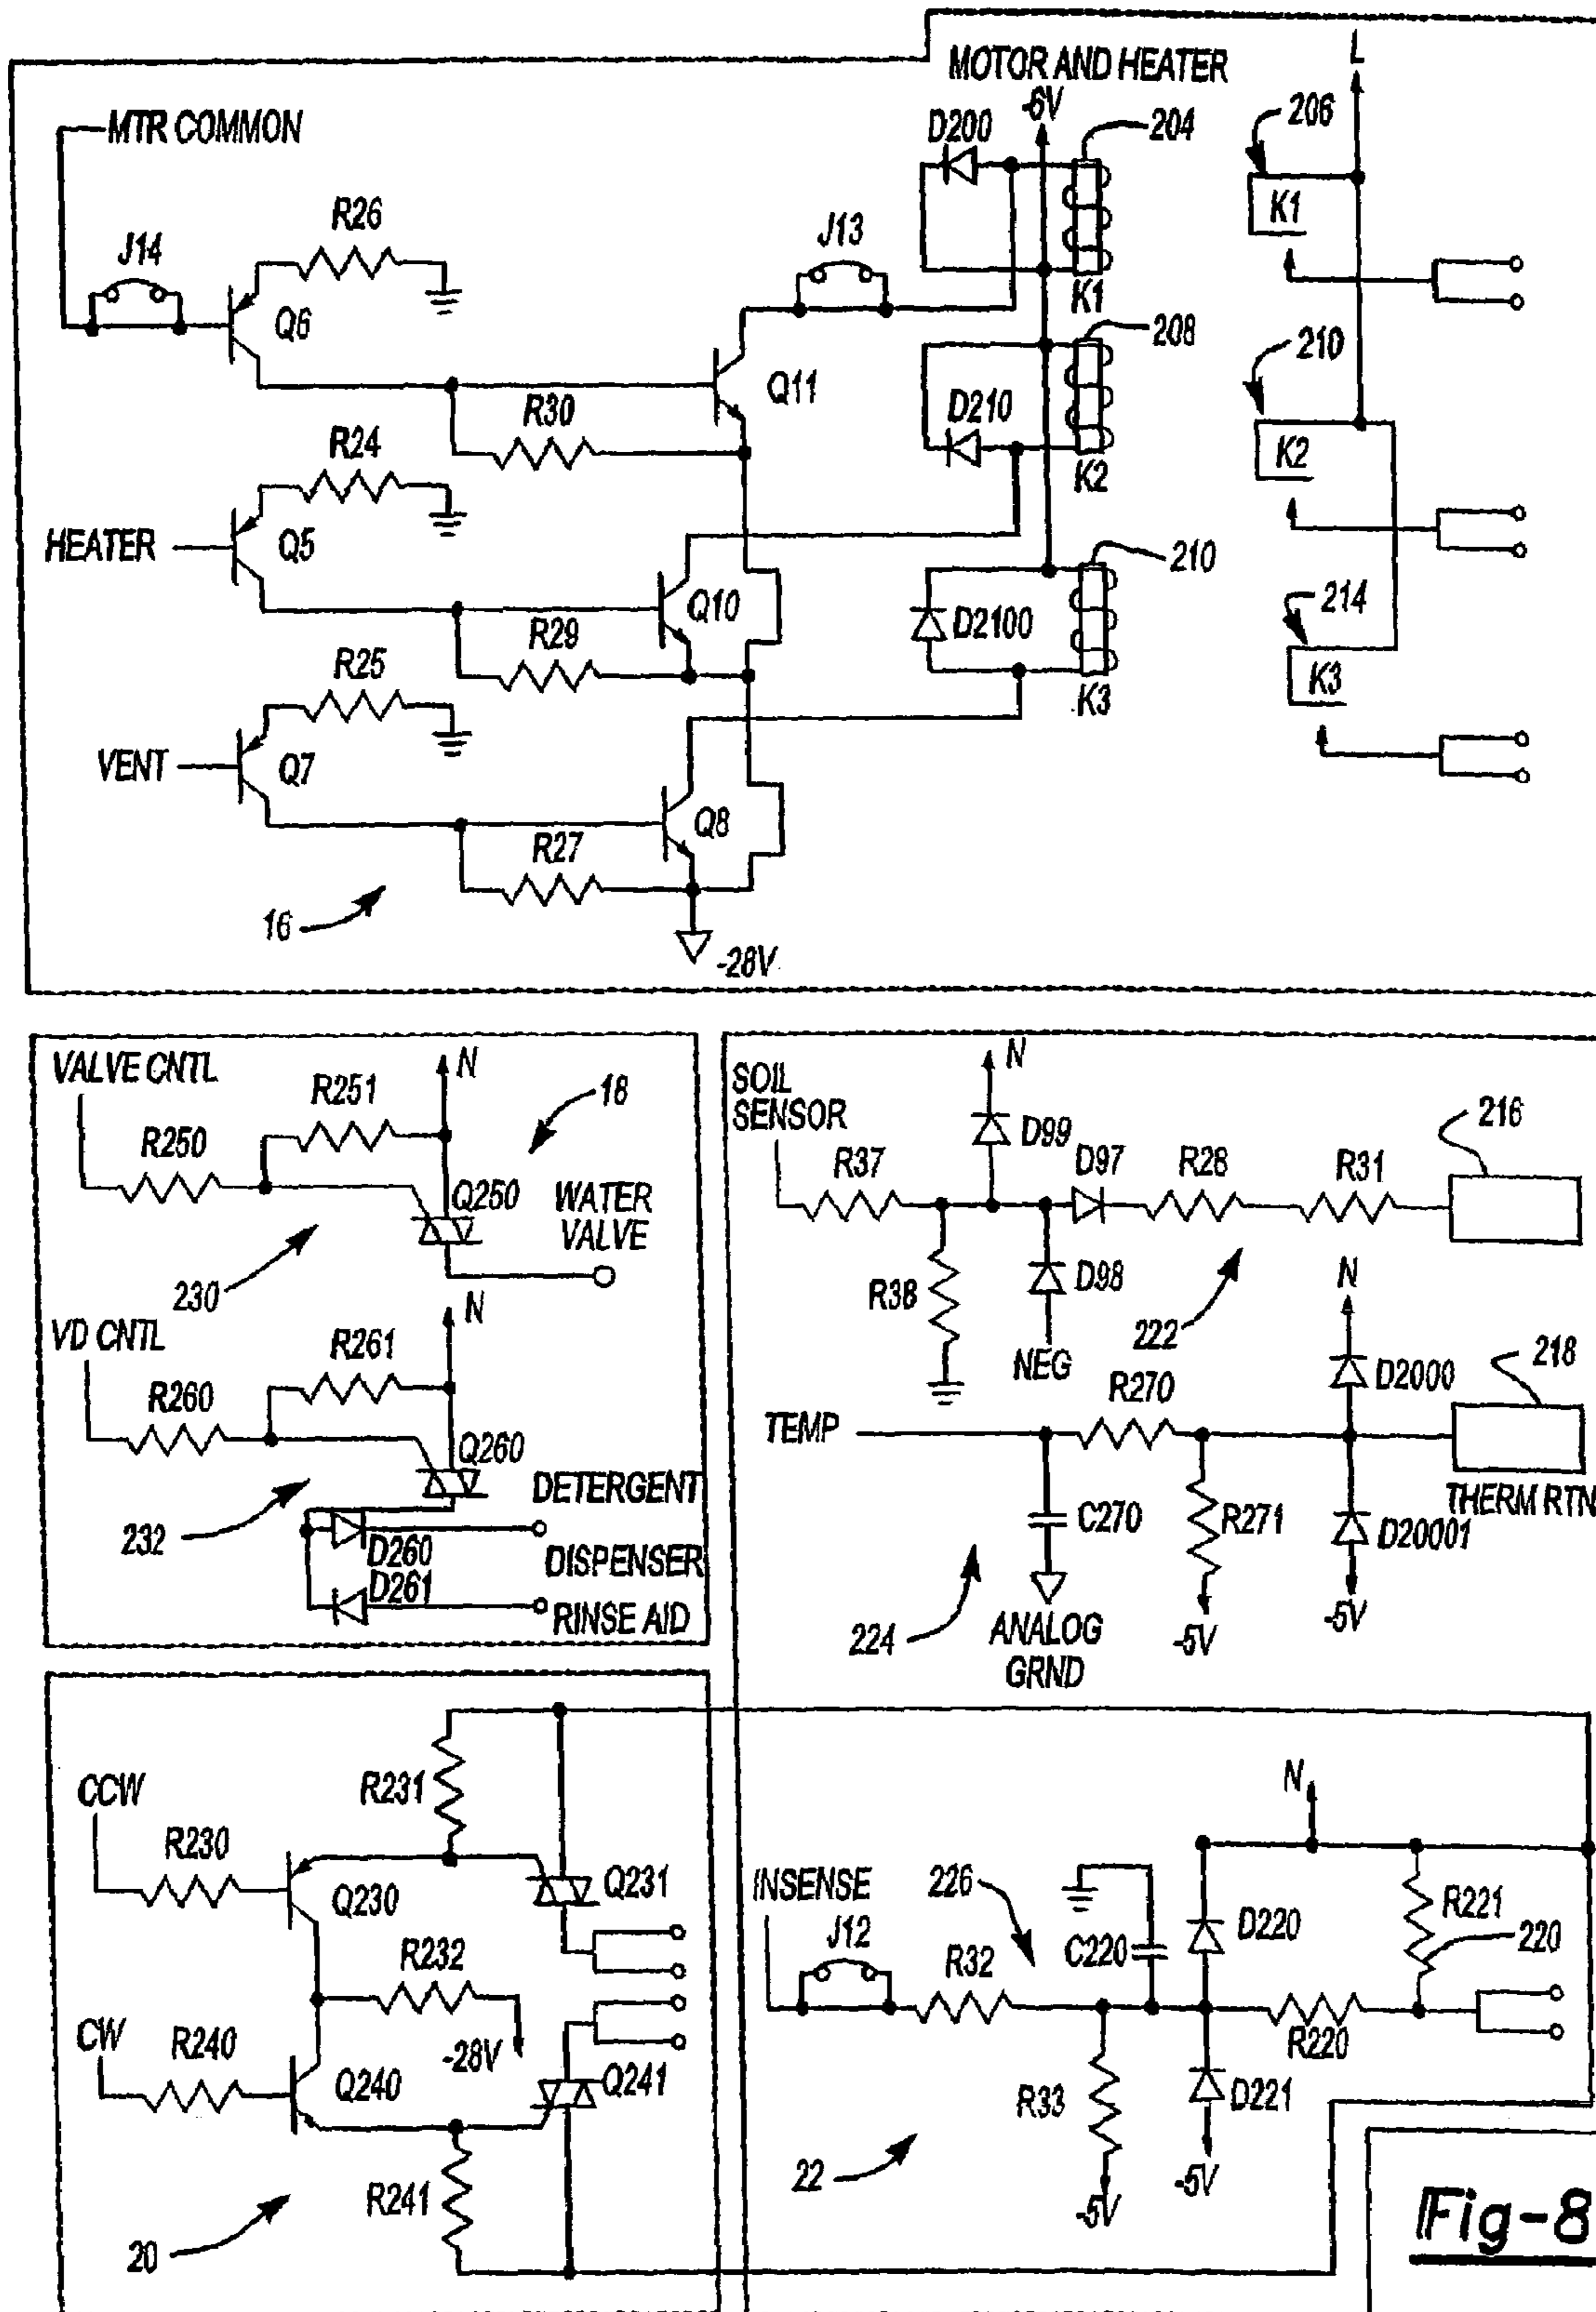 MOTOR AND HEATER
L
MTR COMMON
-6V
D200
204
206
K1
R26
J14
J13
Q6
K1
208
210
Q11
R30
D210
K2
R24
K2
HEATER
Q5
210
Q10
D2100
214
R29
R25
K3
K3
VENT
Q7
Q8
R27
16
-28V
VALVE CNTL
N
18
R251
R250
Q250
WATER
VALVE
230
N
VD CNTL
R261
R260
Q260
DETERGENT
232
D260
DISPENSER
D261
RINSE AID
SOIL
SENSOR
N
D99
216
R37
D97
R28
R31
R38
D98
N
222
NEG
218
R270
D2000
TEMP
THERM RTN
C270
R271
D20001
224
ANALOG
GRND
-5V
-5V
CCW
R231
R230
Q230
Q231
R232
CW
R240
-28V
Q240
Q241
R241
20
N
INSENSE
226
R221
J12
C220
D220
220
R32
R220
R33
D221
22
-5V
-5V
Fig-8